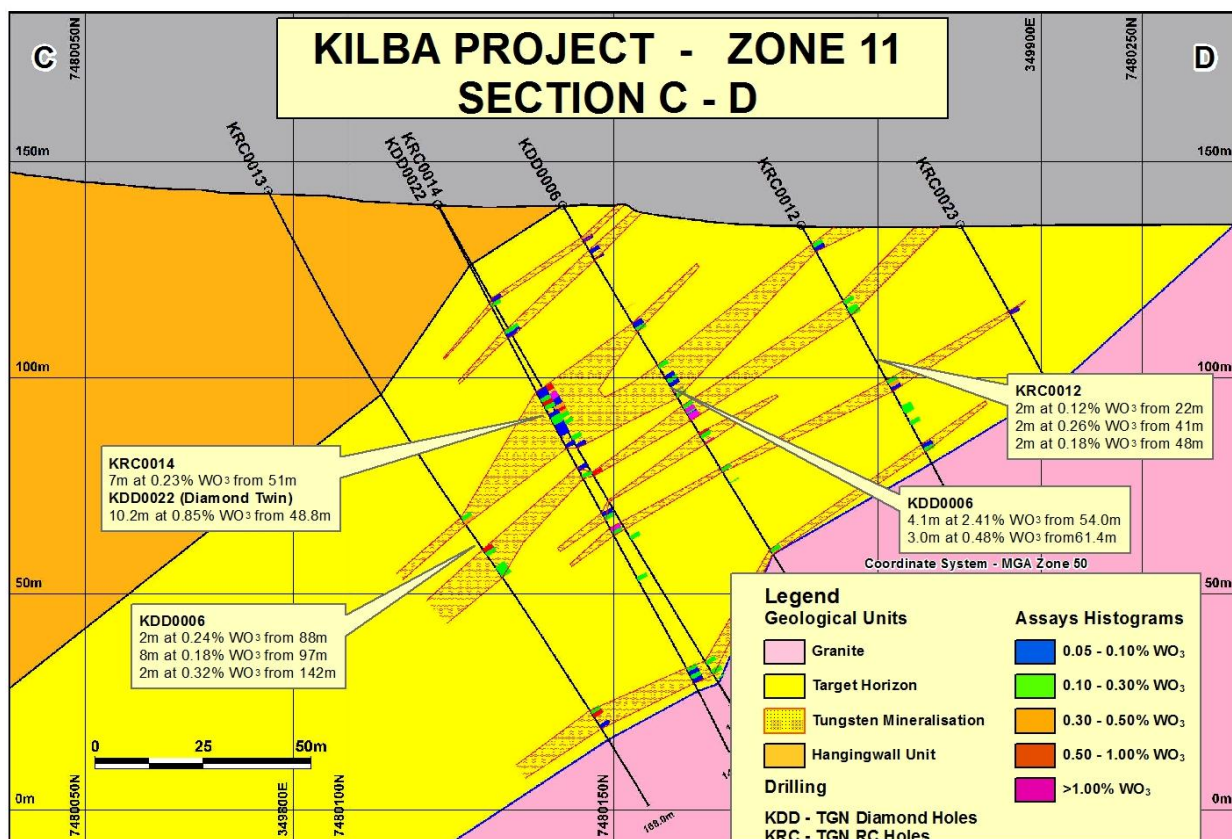 C
7480050N
KILBA PROJECT - ZONE 11
SECTION C - D
349900E
7480250N
D
150m
150m
KRC0013
KRC0014
KDD0022
KDD0006
KRC0012
KRC0023
100m
100m
KRC0012
2m at 0.12% WO3 from 22m
2m at 0.26% WO3 from 41m
2m at 0.18% WO3 from 48m
KRC0014
7m at 0.23% WO3 from 51m
KDD0022 (Diamond Twin)
10.2m at 0.85% WO3 from 48.8m
KDD0006
4.1m at 2.41% WO3 from 54.0m
3.0m at 0.48% WO3 from61.4m
Coordinate System - MGA Zone 50
50m
50m
KDD0006
2m at 0.24% WO3 from 88m
8m at 0.18% WO3 from 97m
2m at 0.32% WO3 from 142m
Legend
Geological Units
Granite
Target Horizon
Tungsten Mineralisation
Hangingwall Unit
Drilling
KDD - TGN Diamond Holes
KRC - TGN RC Holes
Assays Histograms
0.05 - 0.10% WO3
0.10 - 0.30% WO3
0.30 - 0.50% WO3
0.50 - 1.00% WO3
>1.00% WO3
0 25 50m
0m
0m
7480050N
349800E
7480100N
7480150N
168.0m